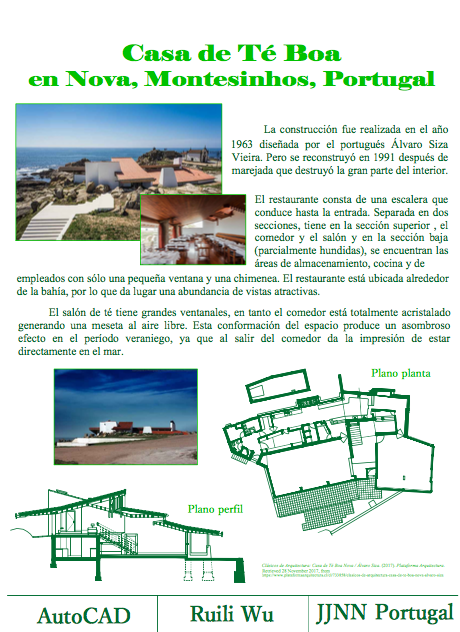 Casa de Té Boa
en Nova, Montesinhos, Portugal
La construcción fue realizada en el año
1963 diseñada por el portugués Álvaro Siza
Vieira. Pero se reconstruyó en 1991 después de
marejada que destruyó la gran parte del interior.
El restaurante consta de una escalera que
conduce hasta la entrada. Separada en dos
secciones, tiene en la sección superior , el
comedor y el salón y en la sección baja
(parcialmente hundidas), se encuentran las
áreas de almacenamiento, cocina y de
empleados con sólo una pequeña ventana y una chimenea. El restaurante está ubicada alrededor
de la bahía, por lo que da lugar una abundancia de vistas atractivas.
El salón de té tiene grandes ventanales, en tanto el comedor está totalmente acristalado
generando una meseta al aire libre. Esta conformación del espacio produce un asombroso
efecto en el período veraniego, ya que al salir del comedor da la impresión de estar
directamente en el mar.
Plano planta
Plano perfil
Clásicos de Arquitectura: Casa de Té Boa Nova / Álvaro Siza. (2017). Plataforma Arquitectura.
Retrieved 28 November 2017, from
AutoCAD
Ruili Wu
JJNN Portugal